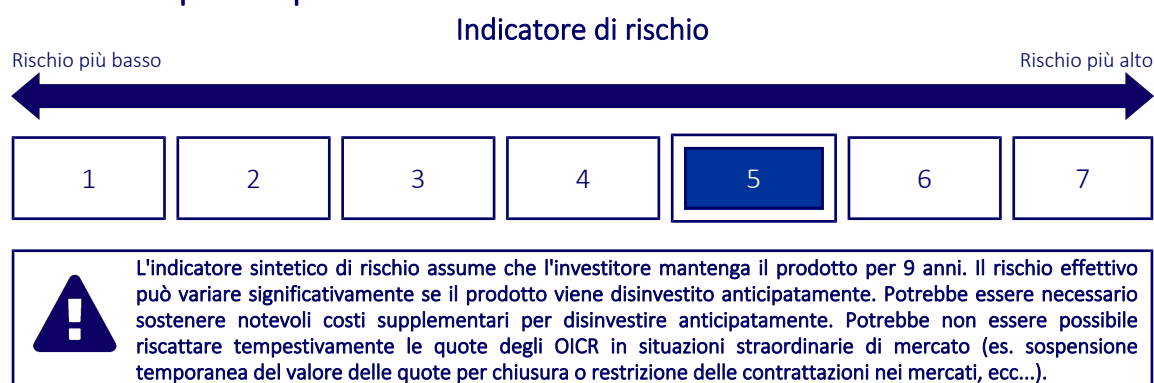 Indicatore di rischio
Rischio più basso
Rischio più alto
1
2
3
4
5
6
7
L'indicatore sintetico di rischio assume che l'investitore mantenga il prodotto per 9 anni. Il rischio effettivo
può variare significativamente se il prodotto viene disinvestito anticipatamente. Potrebbe essere necessario
sostenere notevoli costi supplementari per disinvestire anticipatamente. Potrebbe non essere possibile
riscattare tempestivamente le quote degli OICR in situazioni straordinarie di mercato (es. sospensione
temporanea del valore delle quote per chiusura o restrizione delle contrattazioni nei mercati, ecc...).